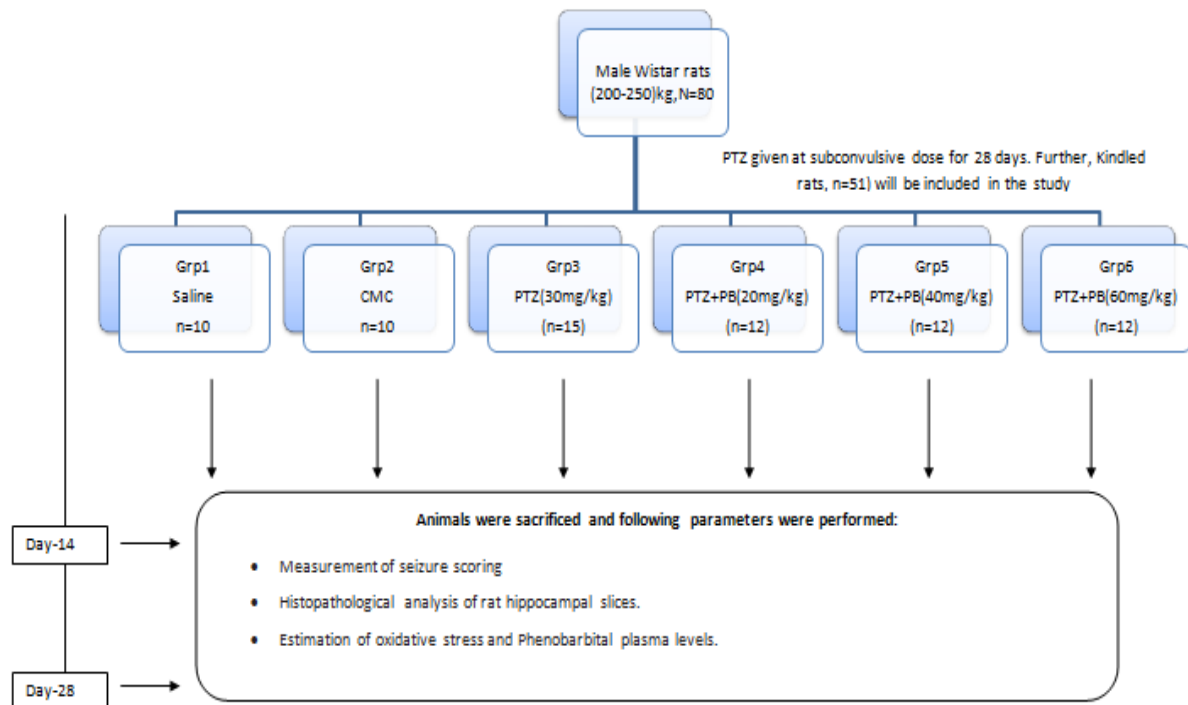 Male Wistar rats
(200-250)kg,N=80
PTZ given at subconvulsive dose for 28 days. Further, Kindled
rats, n=51) will be included in the study
Grp1
Saline
n=10
Grp2
CMC
n=10
Grp3
PTZ(30mg/kg)
(n=15)
Grp4
PTZ+PB(20mg/kg)
(n=12)
Grp5
PTZ+PB(40mg/kg)
(n=12)
Grp6
PTZ+PB(60mg/kg)
(n=12)
Animals were sacrificed and following parameters were performed:
Day-14
• Measurement of seizure scoring
• Histopathological analysis of rat hippocampal slices.
• Estimation of oxidative stress and Phenobarbital plasma levels.
Day-28